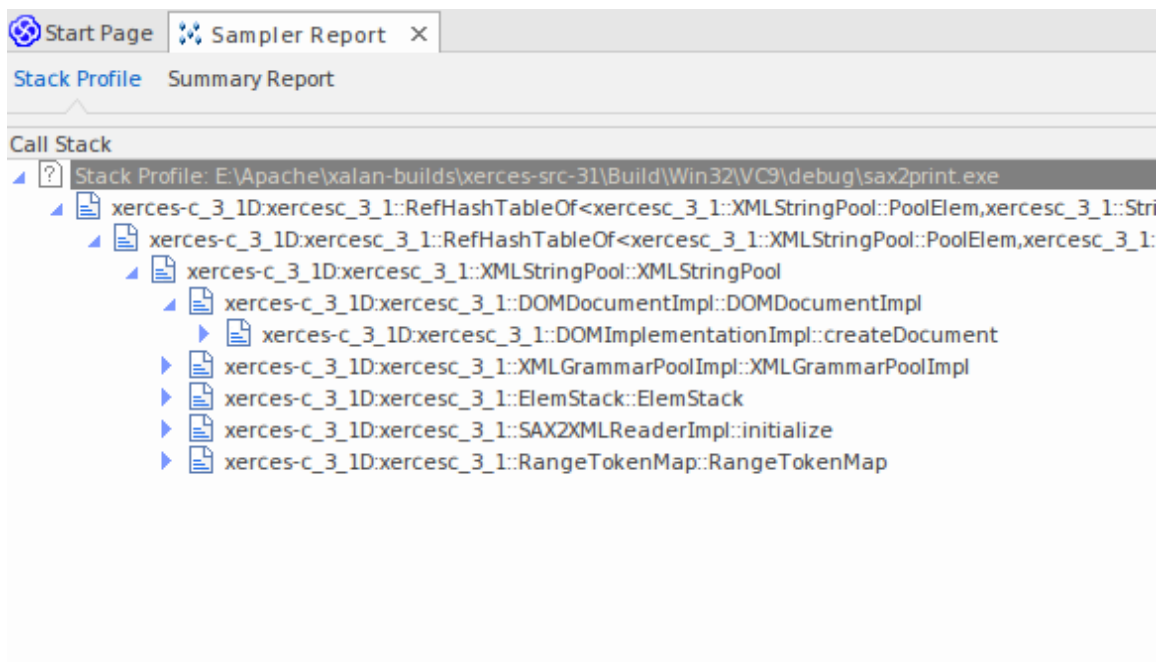 Start Page Sampler Report
Stack Profile Summary Report
Call Stack
Stack Profile: E:\Apache\xalan-builds\xerces-src-31\Build\Win32\VC9\debug\sax2print.exe
xerces-c_3_1D:xercesc_3_1::RefHashTableOf<xercesc_3_1::XMLStringPool::PoolElem,xercesc_3_1::Stri
xerces-c_3_1D:xercesc_3_1::RefHashTableOf<xercesc_3_1::XMLStringPool::PoolElem,xercesc_3_1:
xerces-c_3_1D:xercesc_3_1::XMLStringPool::XMLStringPool
xerces-c_3_1D:xercesc_3_1::DOMDocumentImpl::DOMDocumentImpl
xerces-c_3_1D:xercesc_3_1::DOMImplementationImpl::createDocument
xerces-c_3_1D:xercesc_3_1::XMLGrammarPoolImpl::XMLGrammarPoolImpl
xerces-c_3_1D:xercesc_3_1::ElemStack::ElemStack
xerces-c_3_1D:xercesc_3_1::SAX2XMLReaderImpl::initialize
xerces-c_3_1D:xercesc_3_1::RangeTokenMap::RangeTokenMap